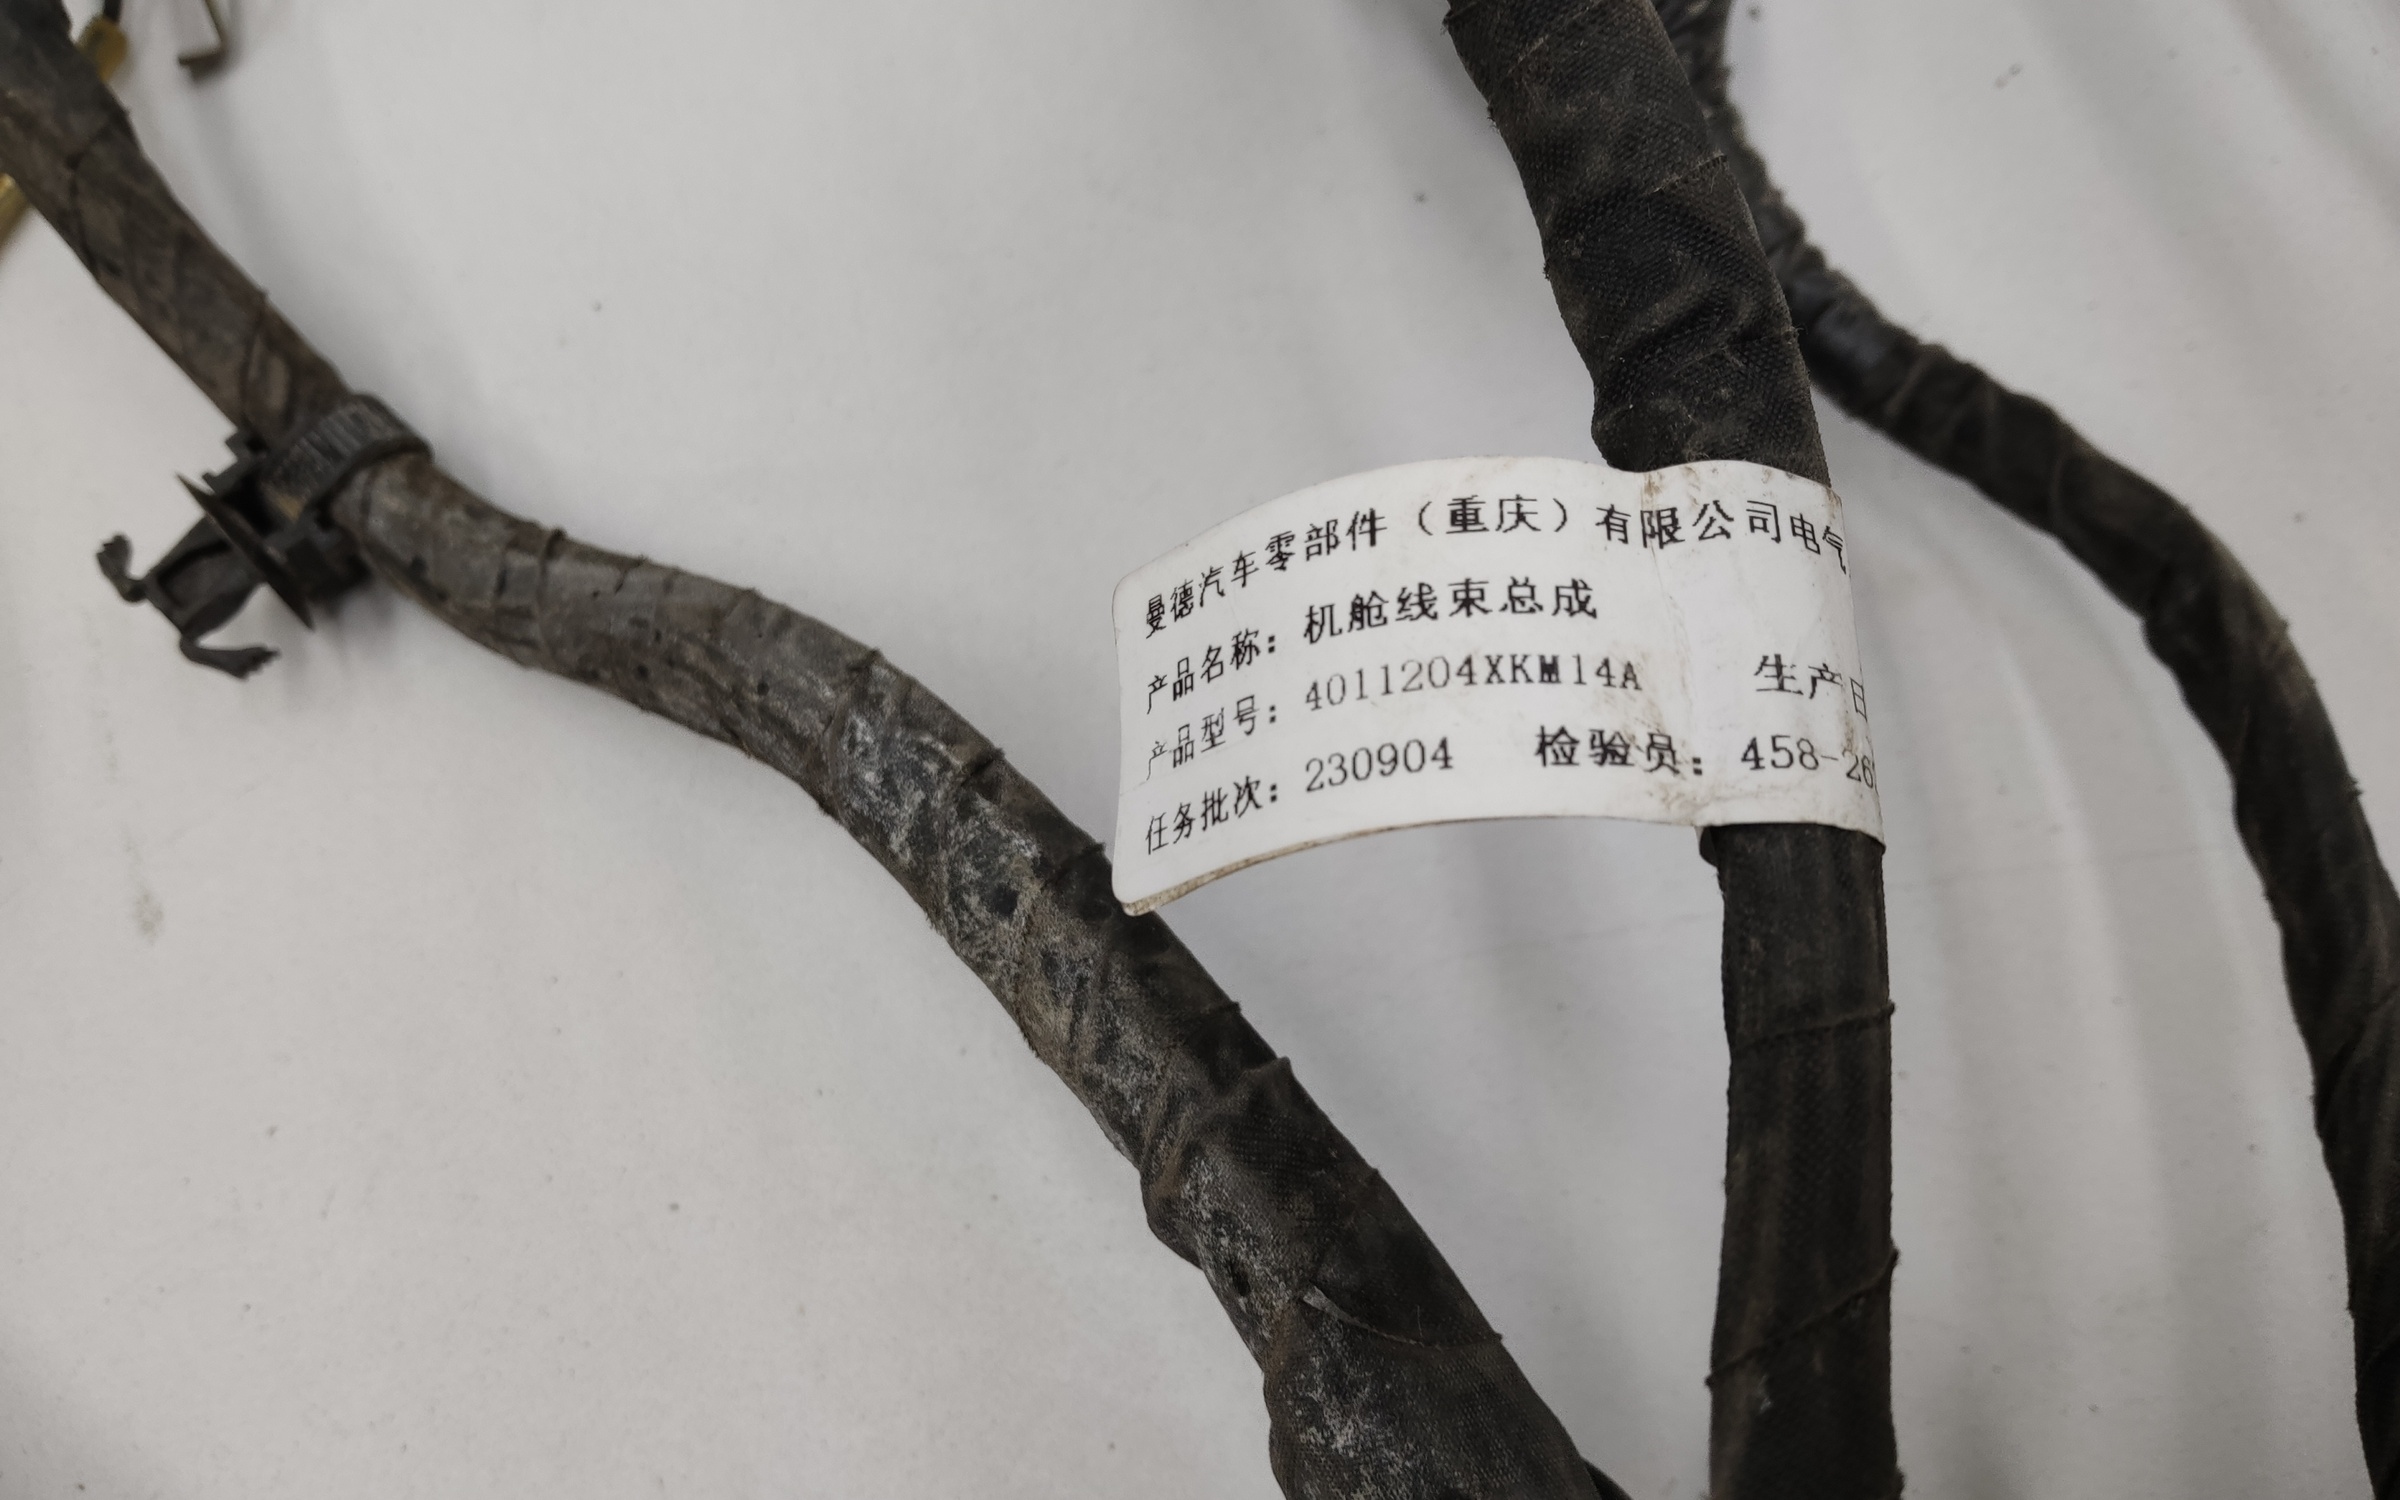 曼德汽车零部件（重庆）有限公司电气
产品名称：机舱线束总成
产品型号：4011204XKM14A 生产日
任务批次：230904 检验员：458-26